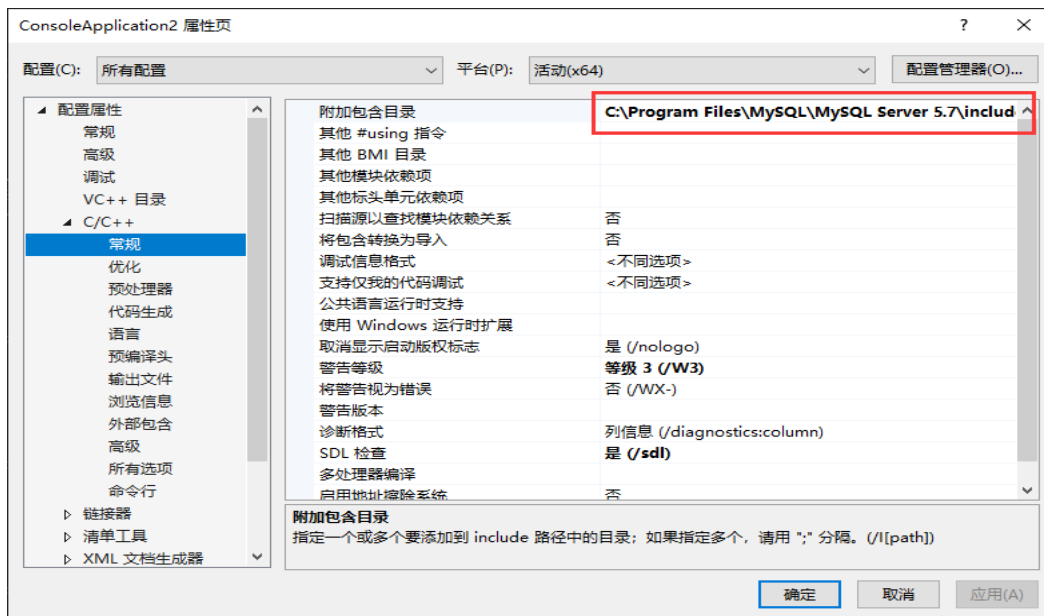 ConsoleApplication2 属性页 ? ×
配置(C): 所有配置 平台(P): 活动(x64) 配置管理器(O)...
配置属性
常规
高级
调试
VC++ 目录
C/C++
常规
优化
预处理器
代码生成
语言
预编译头
输出文件
浏览信息
外部包含
高级
所有选项
命令行
链接器
清单工具
XML 文档生成器
附加包含目录 C:\Program Files\MySQL\MySQL Server 5.7\includ
其他 #using 指令
其他 BMI 目录
其他模块依赖项
其他标头单元依赖项
扫描源以查找模块依赖关系 否
将包含转换为导入 否
调试信息格式 <不同选项>
支持仅我的代码调试 <不同选项>
公共语言运行时支持
使用 Windows 运行时扩展
取消显示启动版权标志 是 (/nologo)
警告等级 等级 3 (/W3)
将警告视为错误 否 (/WX-)
警告版本
诊断格式 列信息 (/diagnostics:column)
SDL 检查 是 (/sdl)
多处理器编译
启用地址擦除系统 否
附加包含目录
指定一个或多个要添加到 include 路径中的目录；如果指定多个，请用 ";" 分隔。(/I[path])
确定 取消 应用(A)